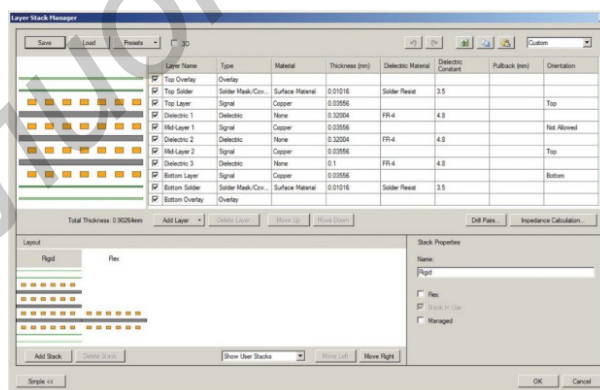 Layer Stack Manager
Save Load Presets 3D Custom
Layer Name Type Material Thickness (mm) Dielectric Material Dielectric Constant Pullback (mm) Orientation
Top Overlay Overlay
Top Solder Solder Mask/Cov... Surface Material 0.01016 Solder Resist 3.5
Top Layer Signal Copper 0.03556 Top
Dielectric 1 Dielectric None 0.32004 FR-4 4.8
Mid-Layer 1 Signal Copper 0.03556 Not Allowed
Dielectric 2 Dielectric None 0.32004 FR-4 4.8
Mid-Layer 2 Signal Copper 0.03556 Top
Dielectric 3 Dielectric None 0.1 FR-4 4.8
Bottom Layer Signal Copper 0.03556 Bottom
Bottom Solder Solder Mask/Cov... Surface Material 0.01016 Solder Resist 3.5
Bottom Overlay Overlay
Total Thickness: 0.90264mm Add Layer Delete Layer Move Up Move Down Drill Pairs... Impedance Calculation...
Layout
Rigid Flex
Stack Properties
Name:
Rigid
Flex
Stack In Use
Managed
Add Stack Delete Stack Show User Stacks Move Left Move Right
Simple << OK Cancel